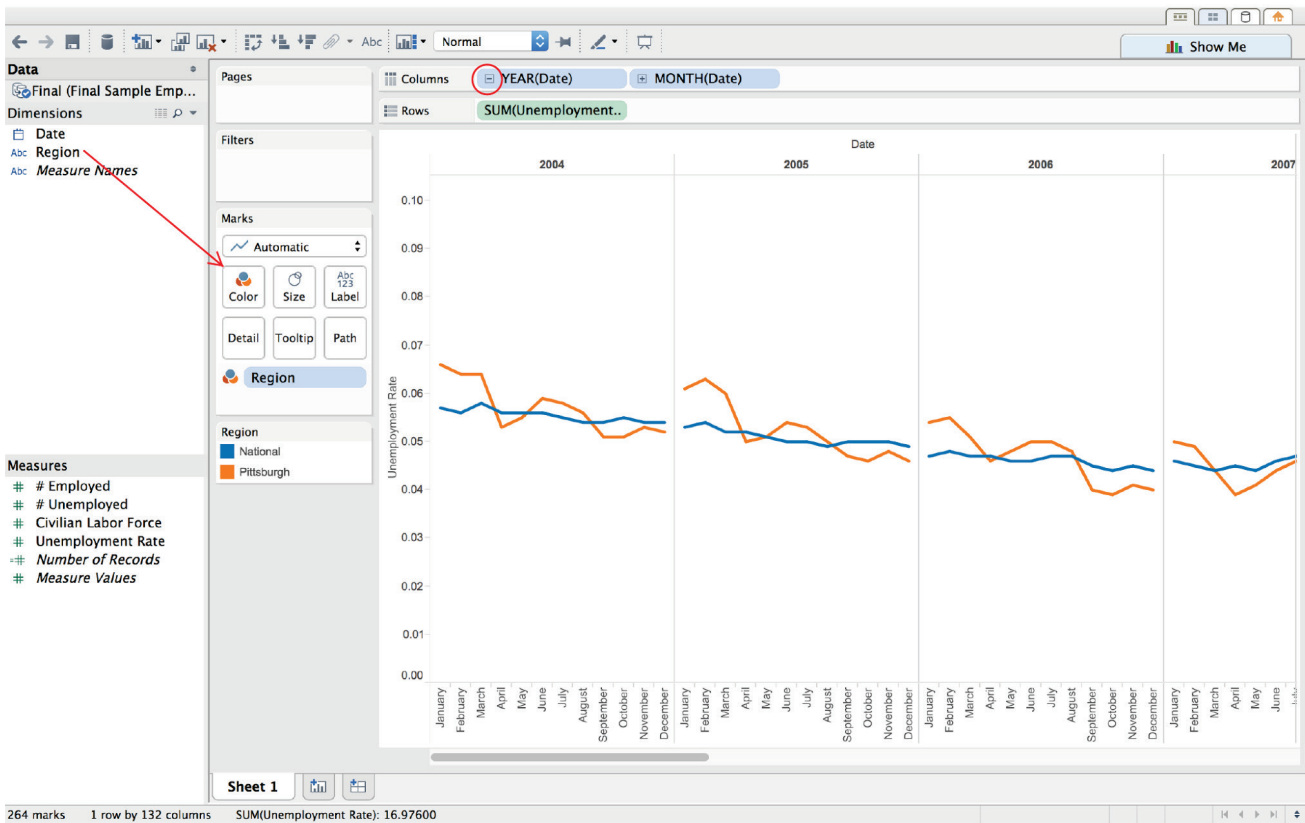 Abc
Normal
Show Me
Data
Final (Final Sample Emp...
Dimensions
Date
Abc Region
Abc Measure Names
Measures
# # Employed
# # Unemployed
# Civilian Labor Force
# Unemployment Rate
=# Number of Records
# Measure Values
Pages
Filters
Marks
Automatic
Color
Size
Abc
123
Label
Detail
Tooltip
Path
Region
Region
National
Pittsburgh
Columns
YEAR(Date)
MONTH(Date)
Rows
SUM(Unemployment..
Date
2004
2005
2006
2007
0.10
0.09
0.08
0.07
0.06
0.05
0.04
0.03
0.02
0.01
0.00
Unemployment Rate
January
February
March
April
May
June
July
August
September
October
November
December
January
February
March
April
May
June
July
August
September
October
November
December
January
February
March
April
May
June
July
August
September
October
November
December
January
February
March
April
May
June
Sheet 1
264 marks
1 row by 132 columns
SUM(Unemployment Rate): 16.97600